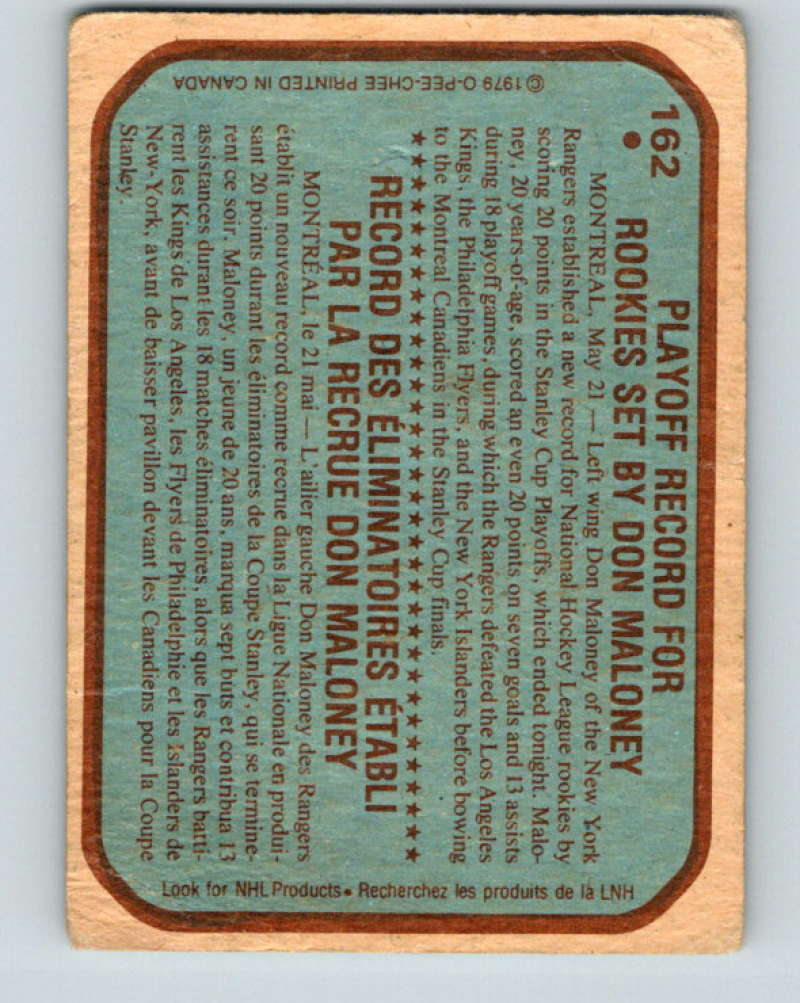 162 •
PLAYOFF RECORD FOR
ROOKIES SET BY DON MALONEY
MONTREAL, May 21 — Left wing Don Maloney of the New York
Rangers established a new record for National Hockey League rookies by
scoring 20 points in the Stanley Cup Playoffs, which ended tonight. Malo-
ney, 20 years-of-age, scored an even 20 points on seven goals and 13 assists
during 18 playoff games, during which the Rangers defeated the Los Angeles
Kings, the Philadelphia Flyers, and the New York Islanders before bowing
to the Montreal Canadiens in the Stanley Cup finals.
RECORD DES ÉLIMINATOIRES ÉTABLI
PAR LA RECRUE DON MALONEY
MONTRÉAL, le 21 mai — L'ailier gauche Don Maloney des Rangers
établit un nouveau record comme recrue dans la Ligue Nationale en produi-
sant 20 points durant les éliminatoires de la Coupe Stanley, qui se termine-
rent ce soir. Maloney, un jeune de 20 ans, marqua sept buts et contribua 13
assistances durant les 18 matches éliminatoires, alors que les Rangers batti-
rent les Kings de Los Angeles, les Flyers de Philadelphie et les Islanders de
New-York, avant de baisser pavillon devant les Canadiens pour la Coupe
Stanley.
© 1979 O-PEE-CHEE PRINTED IN CANADA
Look for NHL Products • Recherchez les produits de la LNH